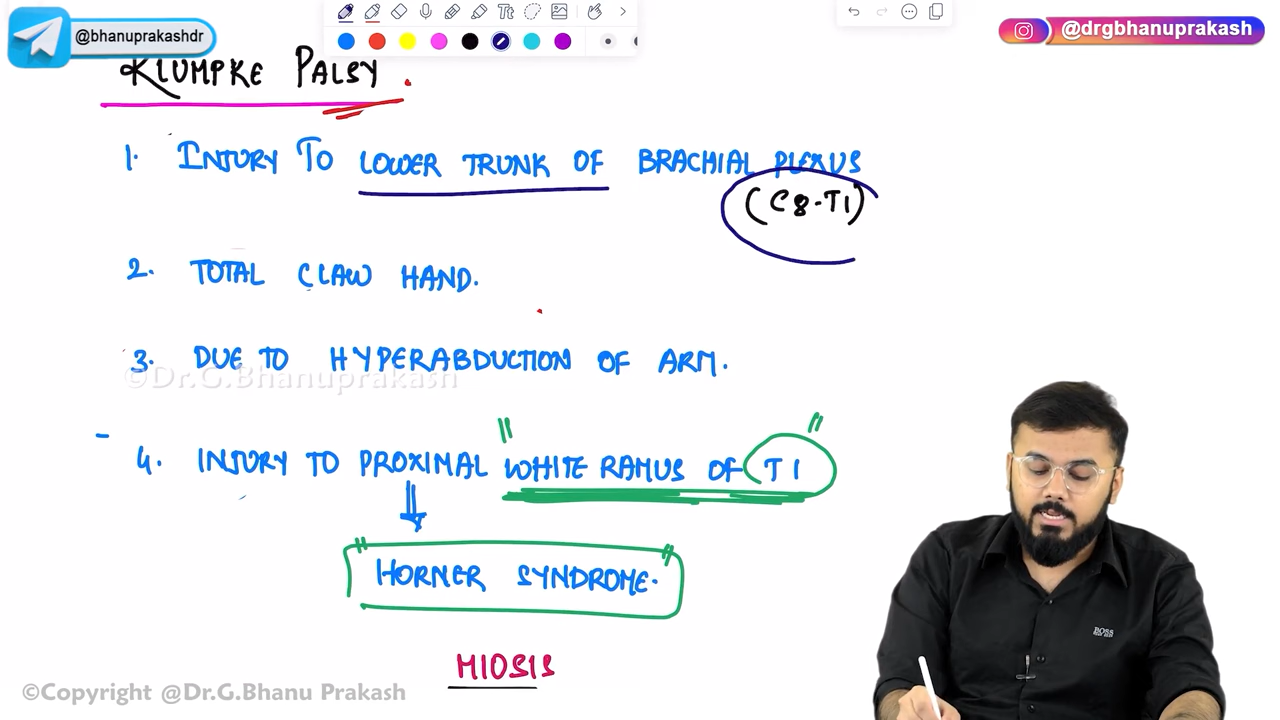 @bhanuprakashdr
Tt
@drgbhanuprakash
KLUMPKE PALSY.
1. INJURY TO LOWER TRUNK OF BRACHIAL PLEXUS
(C8-T1)
2. TOTAL CLAW HAND.
3. DUE TO HYPERABDUCTION OF ARM.
©Dr.G.Bhanuprakash
4. INJURY TO PROXIMAL "WHITE RAMUS OF T1"
"HORNER SYNDROME."
BOSS
MIOSIS
©Copyright @Dr.G.Bhanu Prakash